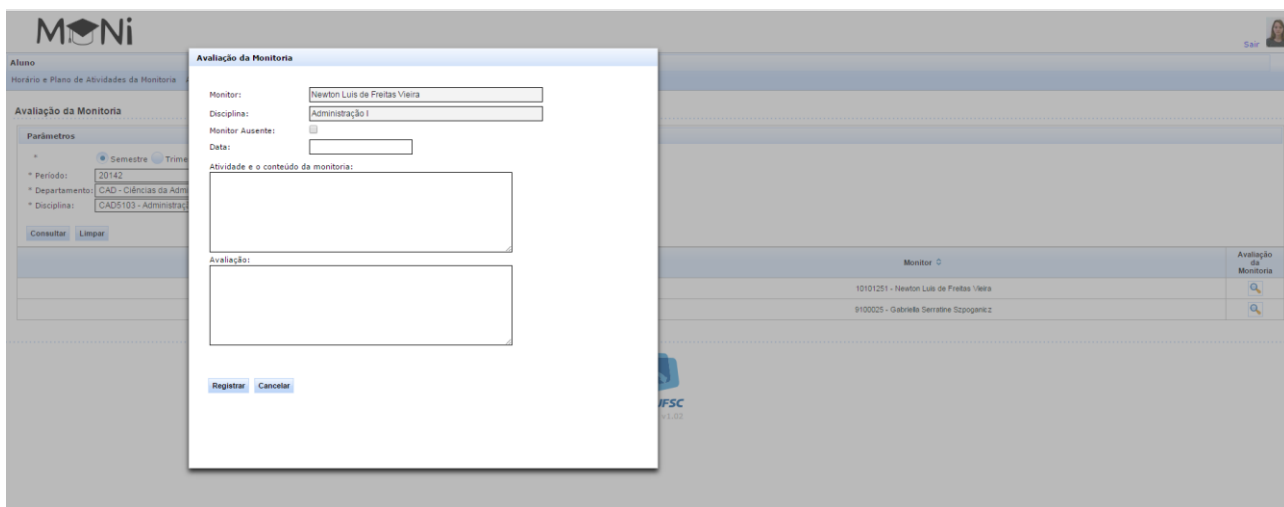 MONi
Sair
Aluno
Horário e Plano de Atividades da Monitoria
Avaliação da Monitoria
Parâmetros
* Semestre Trime
* Período: 20142
* Departamento: CAD - Ciências da Adm
* Disciplina: CAD5103 - Administraç
Consultar Limpar
Avaliação da Monitoria
Monitor: Newton Luis de Freitas Vieira
Disciplina: Administração I
Monitor Ausente:
Data:
Atividade e o conteúdo da monitoria:
Avaliação:
Registrar Cancelar
Monitor
Avaliação
da
Monitoria
10101251 - Newton Luis de Freitas Vieira
9100025 - Gabriella Serratine Szpoganicz